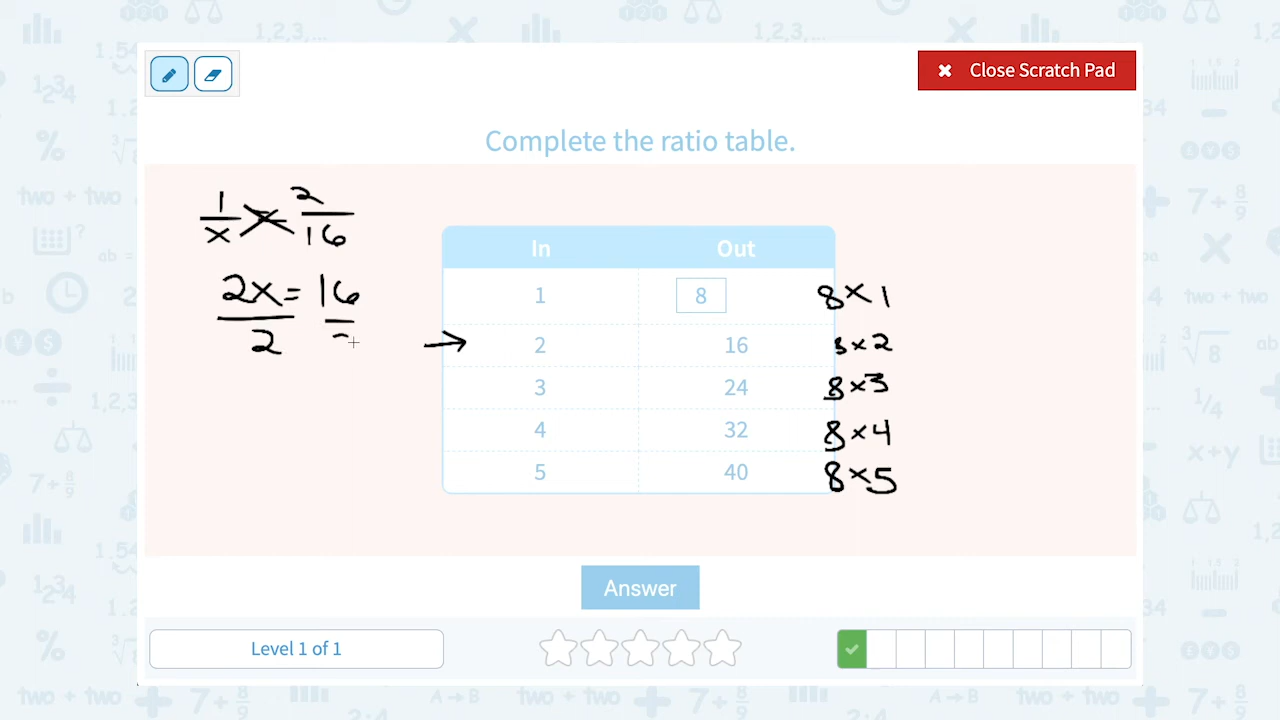 Close Scratch Pad
Complete the ratio table.
1/x = 2/16
2x = 16
2
In Out
1 8 8×1
2 16 8×2
3 24 8×3
4 32 8×4
5 40 8×5
Answer
Level 1 of 1